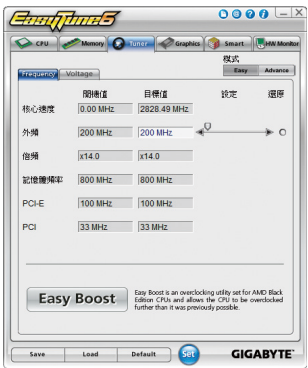 EasyTune6
CPU Memory Tuner Graphics Smart HW Monitor
模式
Easy Advance
Frequency Voltage
開機值 目標值 設定 還原
核心速度 0.00 MHz 2828.49 MHz
外頻 200 MHz 200 MHz
倍頻 x14.0 x14.0
記憶體頻率 800 MHz 800 MHz
PCI-E 100 MHz 100 MHz
PCI 33 MHz 33 MHz
Easy Boost
Easy Boost is an overclocking utility set for AMD Black
Edition CPUs and allows the CPU to be overclocked
further than it was previously possible.
Save Load Default Set GIGABYTE